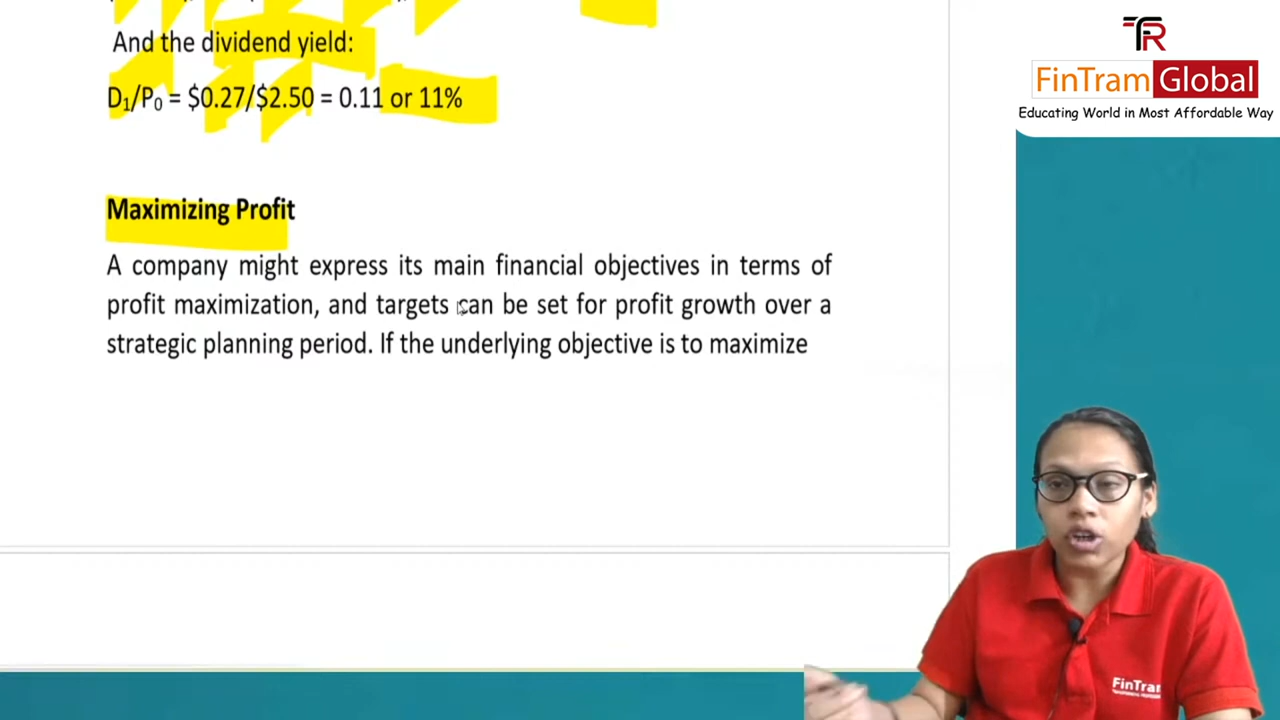 And the dividend yield:
D₁/P₀ = $0.27/$2.50 = 0.11 or 11%
Maximizing Profit
A company might express its main financial objectives in terms of
profit maximization, and targets can be set for profit growth over a
strategic planning period. If the underlying objective is to maximize
FinTram Global
Educating World in Most Affordable Way
FinTra